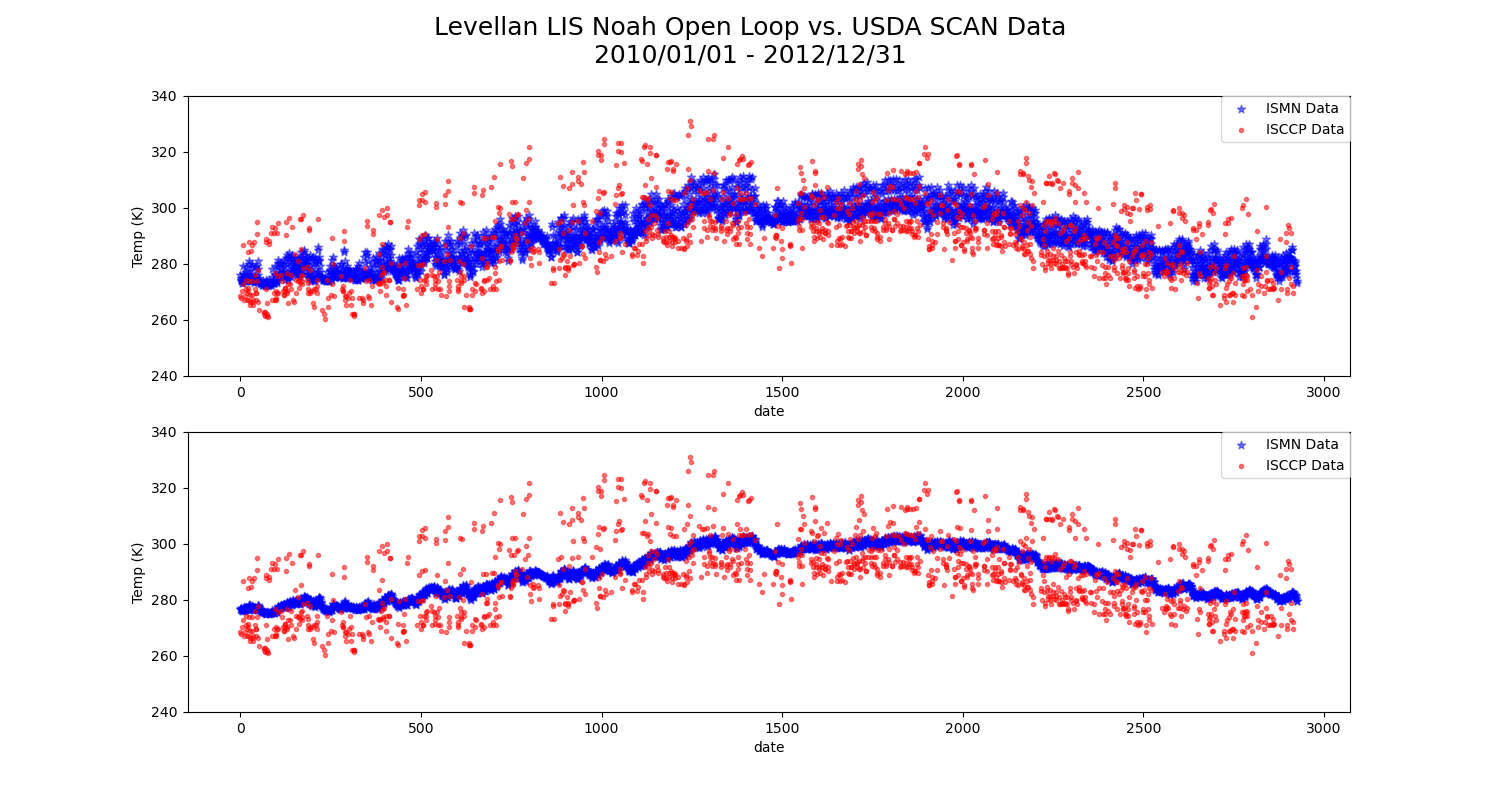 Levellan LIS Noah Open Loop vs. USDA SCAN Data
2010/01/01 - 2012/12/31
340
320
300
280
260
240
Temp (K)
ISMN Data
ISCCP Data
0 500 1000 1500 2000 2500 3000
date
340
320
300
280
260
240
Temp (K)
ISMN Data
ISCCP Data
0 500 1000 1500 2000 2500 3000
date